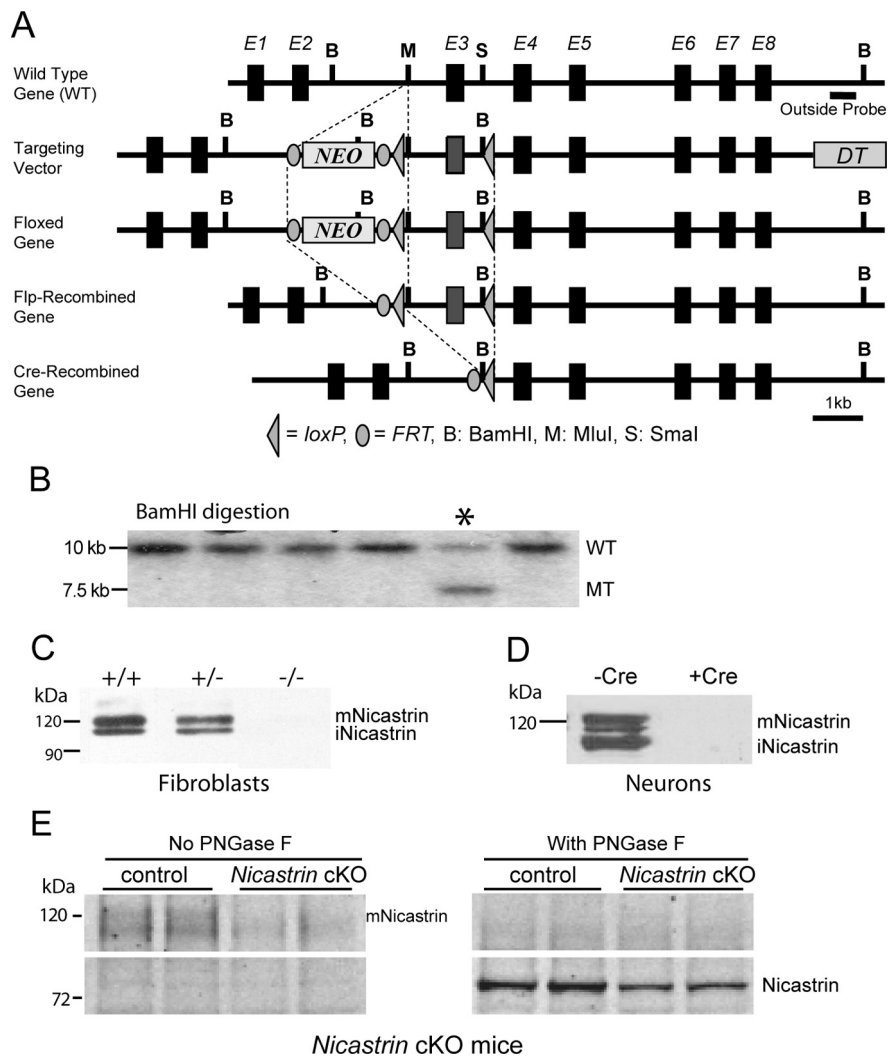 A
E1 E2 B M E3 S E4 E5 E6 E7 E8 B
Wild Type
Gene (WT)
Outside Probe
B B B
Targeting
Vector
NEO
DT
B B B B
Floxed
Gene
NEO
B B B
Flp-Recombined
Gene
B B B
Cre-Recombined
Gene
1kb
= loxP, = FRT, B: BamHI, M: MluI, S: SmaI
B
BamHI digestion *
10 kb WT
7.5 kb MT
C
+/+ +/- -/-
kDa
120 mNicastrin
iNicastrin
90
Fibroblasts
D
-Cre +Cre
kDa
120 mNicastrin
iNicastrin
Neurons
E
No PNGase F
control Nicastrin cKO
kDa
120 mNicastrin
72
With PNGase F
control Nicastrin cKO
Nicastrin
Nicastrin cKO mice